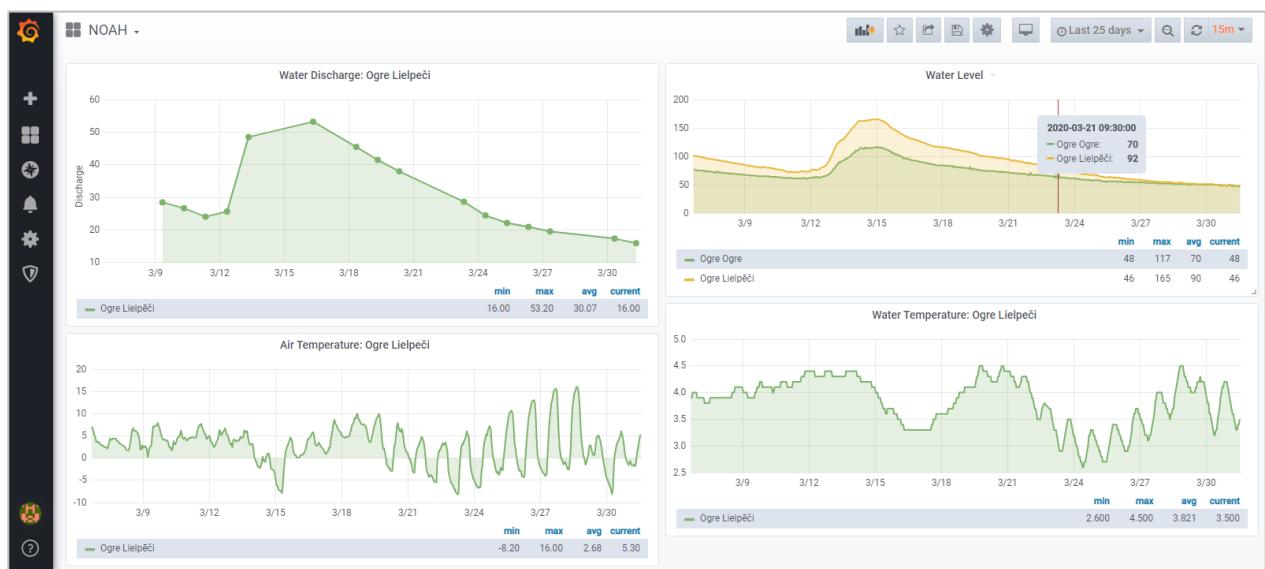 NOAH
Last 25 days
15m
Water Discharge: Ogre Lielpeči
60
50
40
30
20
10
Discharge
3/9 3/12 3/15 3/18 3/21 3/24 3/27 3/30
min max avg current
Ogre Lielpēči 16.00 53.20 30.07 16.00
Water Level
200
150
100
50
0
2020-03-21 09:30:00
Ogre Ogre: 70
Ogre Lielpēči: 92
3/9 3/12 3/15 3/18 3/21 3/24 3/27 3/30
min max avg current
Ogre Ogre 48 117 70 48
Ogre Lielpēči 46 165 90 46
Air Temperature: Ogre Lielpeči
20
15
10
5
0
-5
-10
3/9 3/12 3/15 3/18 3/21 3/24 3/27 3/30
min max avg current
Ogre Lielpēči -8.20 16.00 2.68 5.30
Water Temperature: Ogre Lielpeči
5.0
4.5
4.0
3.5
3.0
2.5
3/9 3/12 3/15 3/18 3/21 3/24 3/27 3/30
min max avg current
Ogre Lielpēči 2.600 4.500 3.821 3.500